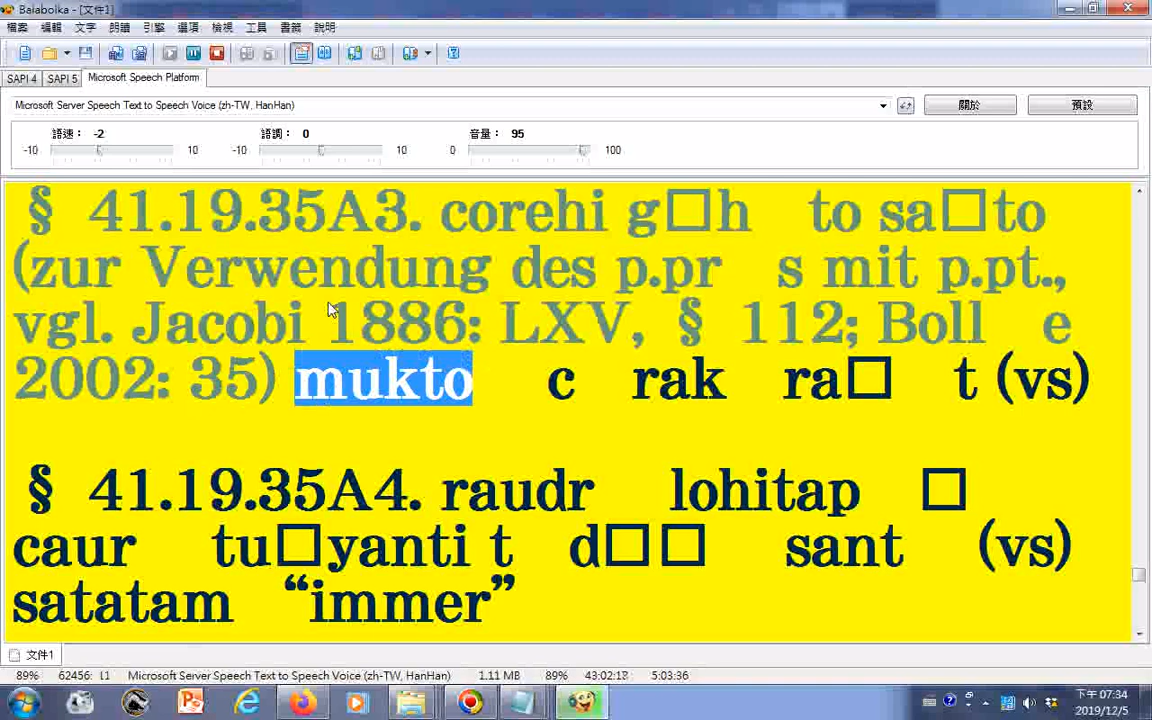 Balabolka - [文件1]
檔案 編輯 文字 朗讀 引擎 選項 檢視 工具 書籤 說明
SAPI 4 SAPI 5 Microsoft Speech Platform
Microsoft Server Speech Text to Speech Voice (zh-TW, HanHan) 關於 預設
語速： -2 語調： 0 音量： 95
-10 10 -10 10 0 100
§ 41.19.35A3. corehi g□h to sa□to
(zur Verwendung des p.pr s mit p.pt.,
vgl. Jacobi 1886: LXV, § 112; Boll e
2002: 35) mukto c rak ra□ t (vs)
§ 41.19.35A4. raudr lohitap □
caur tu□yanti t d□□ sant (vs)
satatam “immer”
文件1
89% 62456: 11 Microsoft Server Speech Text to Speech Voice (zh-TW, HanHan) 1.11 MB 89% 43:02:18 5:03:36
下午 07:34
2019/12/5